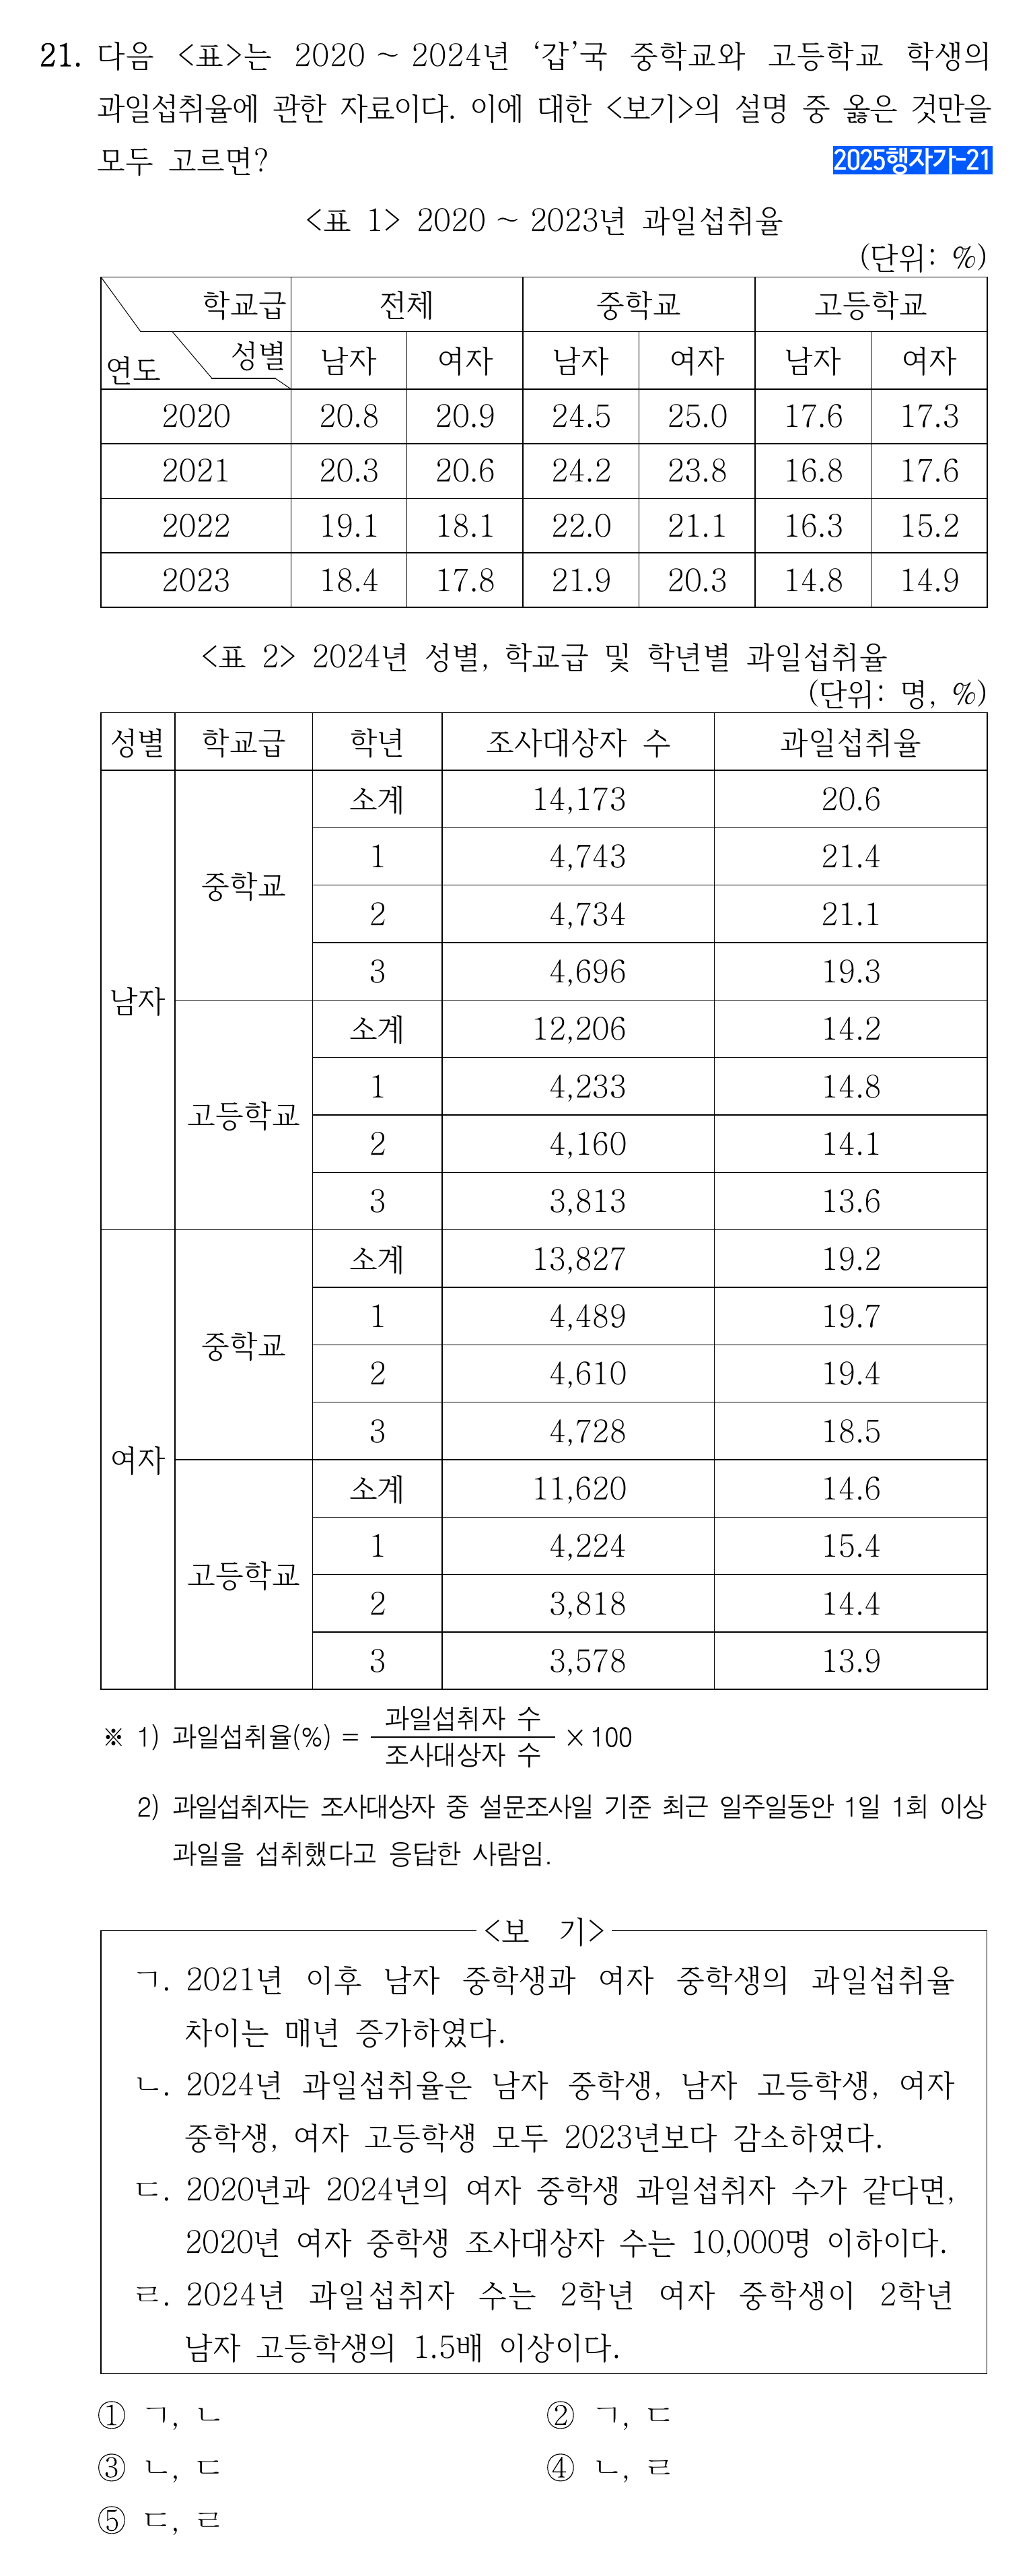 21. 다음 <표>는 2020 ~ 2024년 ‘갑’국 중학교와 고등학교 학생의
과일섭취율에 관한 자료이다. 이에 대한 <보기>의 설명 중 옳은 것만을
모두 고르면?
2025행자가-21
<표 1> 2020 ~ 2023년 과일섭취율
(단위: %)
학교급 전체 중학교 고등학교
연도 성별 남자 여자 남자 여자 남자 여자
2020 20.8 20.9 24.5 25.0 17.6 17.3
2021 20.3 20.6 24.2 23.8 16.8 17.6
2022 19.1 18.1 22.0 21.1 16.3 15.2
2023 18.4 17.8 21.9 20.3 14.8 14.9
<표 2> 2024년 성별, 학교급 및 학년별 과일섭취율
(단위: 명, %)
성별 학교급 학년 조사대상자 수 과일섭취율
남자 중학교 소계 14,173 20.6
1 4,743 21.4
2 4,734 21.1
3 4,696 19.3
고등학교 소계 12,206 14.2
1 4,233 14.8
2 4,160 14.1
3 3,813 13.6
여자 중학교 소계 13,827 19.2
1 4,489 19.7
2 4,610 19.4
3 4,728 18.5
고등학교 소계 11,620 14.6
1 4,224 15.4
2 3,818 14.4
3 3,578 13.9
※ 1) 과일섭취율(%) = 과일섭취자 수 / 조사대상자 수 × 100
2) 과일섭취자는 조사대상자 중 설문조사일 기준 최근 일주일동안 1일 1회 이상
과일을 섭취했다고 응답한 사람임.
<보 기>
ㄱ. 2021년 이후 남자 중학생과 여자 중학생의 과일섭취율
차이는 매년 증가하였다.
ㄴ. 2024년 과일섭취율은 남자 중학생, 남자 고등학생, 여자
중학생, 여자 고등학생 모두 2023년보다 감소하였다.
ㄷ. 2020년과 2024년의 여자 중학생 과일섭취자 수가 같다면,
2020년 여자 중학생 조사대상자 수는 10,000명 이하이다.
ㄹ. 2024년 과일섭취자 수는 2학년 여자 중학생이 2학년
남자 고등학생의 1.5배 이상이다.
① ㄱ, ㄴ ② ㄱ, ㄷ
③ ㄴ, ㄷ ④ ㄴ, ㄹ
⑤ ㄷ, ㄹ